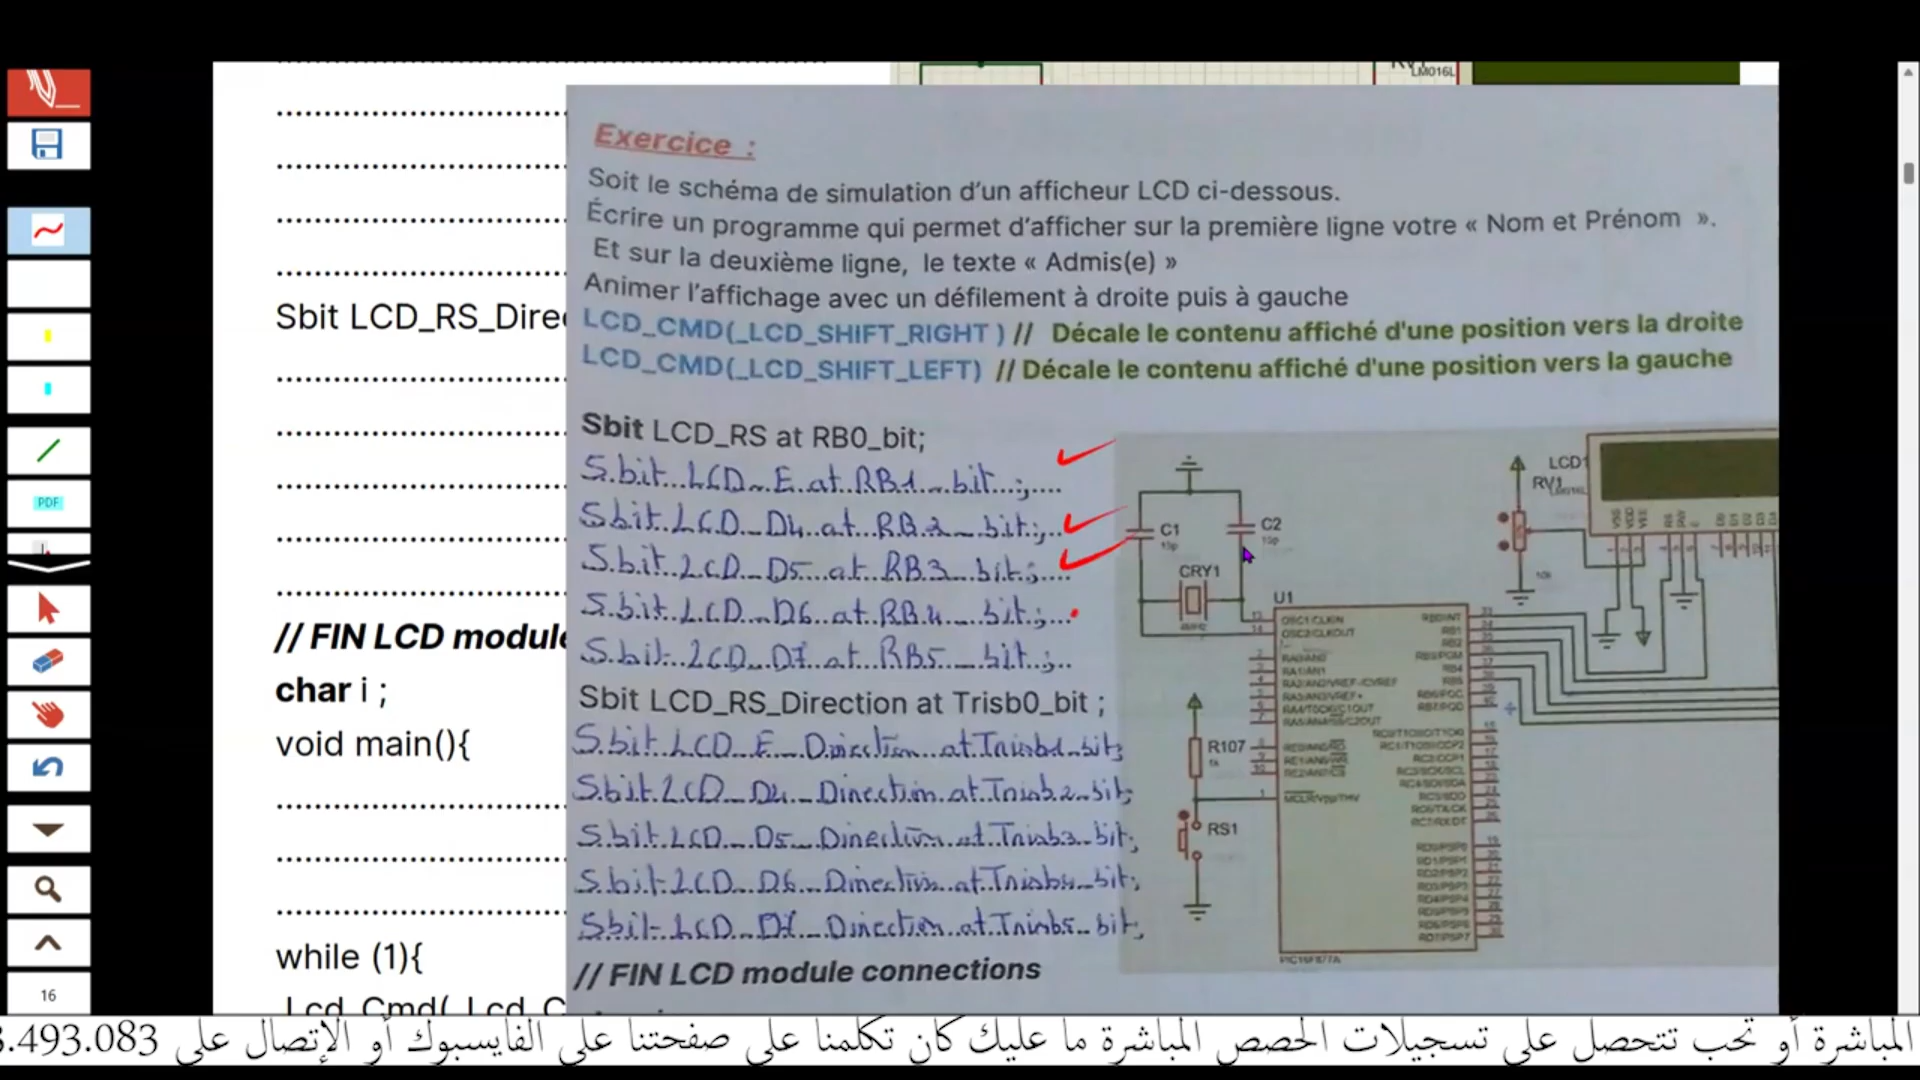 LM016L
Exercice :
Soit le schéma de simulation d'un afficheur LCD ci-dessous.
Écrire un programme qui permet d'afficher sur la première ligne votre « Nom et Prénom ».
Et sur la deuxième ligne, le texte « Admis(e) »
Animer l'affichage avec un défilement à droite puis à gauche
LCD_CMD(_LCD_SHIFT_RIGHT ) // Décale le contenu affiché d'une position vers la droite
LCD_CMD(_LCD_SHIFT_LEFT) // Décale le contenu affiché d'une position vers la gauche
Sbit LCD_RS at RB0_bit;
Sbit LCD_E at RB1_bit ;
Sbit LCD_D4 at RB2_bit;
Sbit LCD_D5 at RB3_bit;
Sbit LCD_D6 at RB4_bit;
Sbit LCD_D7 at RB5_bit;
Sbit LCD_RS_Direction at Trisb0_bit ;
Sbit LCD_E_Direction at Trisb1_bit;
Sbit LCD_D4_Direction at Trisb2_bit;
Sbit LCD_D5_Direction at Trisb3_bit;
Sbit LCD_D6_Direction at Trisb4_bit;
Sbit LCD_D7_Direction at Trisb5_bit;
// FIN LCD module connections
C1
C2
CRY1
U1
LCD1
RV1
R107
RS1
PIC16F877A
Sbit LCD_RS_Dire
// FIN LCD module
char i ;
void main(){
while (1){
Lcd_Cmd(_Lcd_C
PDF
16
المباشرة أو تحب تتحصل على تسجيلات الحصص المباشرة ما عليك كان تكلمنا على صفحتنا على الفايسبوك أو الإتصال على 3.493.083